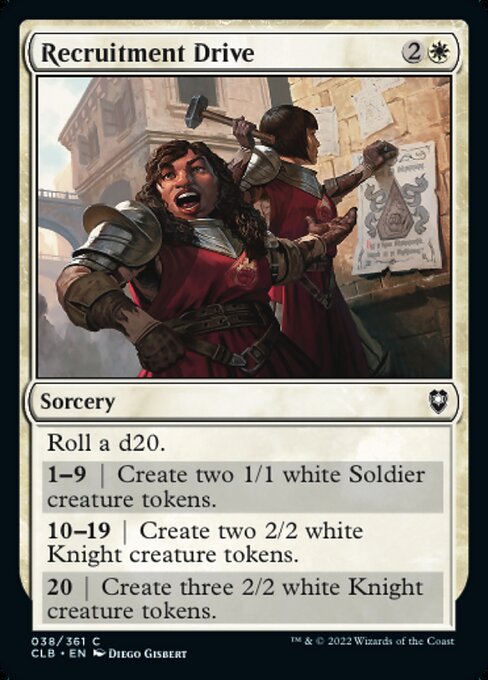 Recruitment Drive 2
Sorcery
Roll a d20.
1–9 | Create two 1/1 white Soldier
creature tokens.
10–19 | Create two 2/2 white
Knight creature tokens.
20 | Create three 2/2 white Knight
creature tokens.
038/361 C
™ & © 2022 Wizards of the Coast
CLB • EN Diego Gisbert